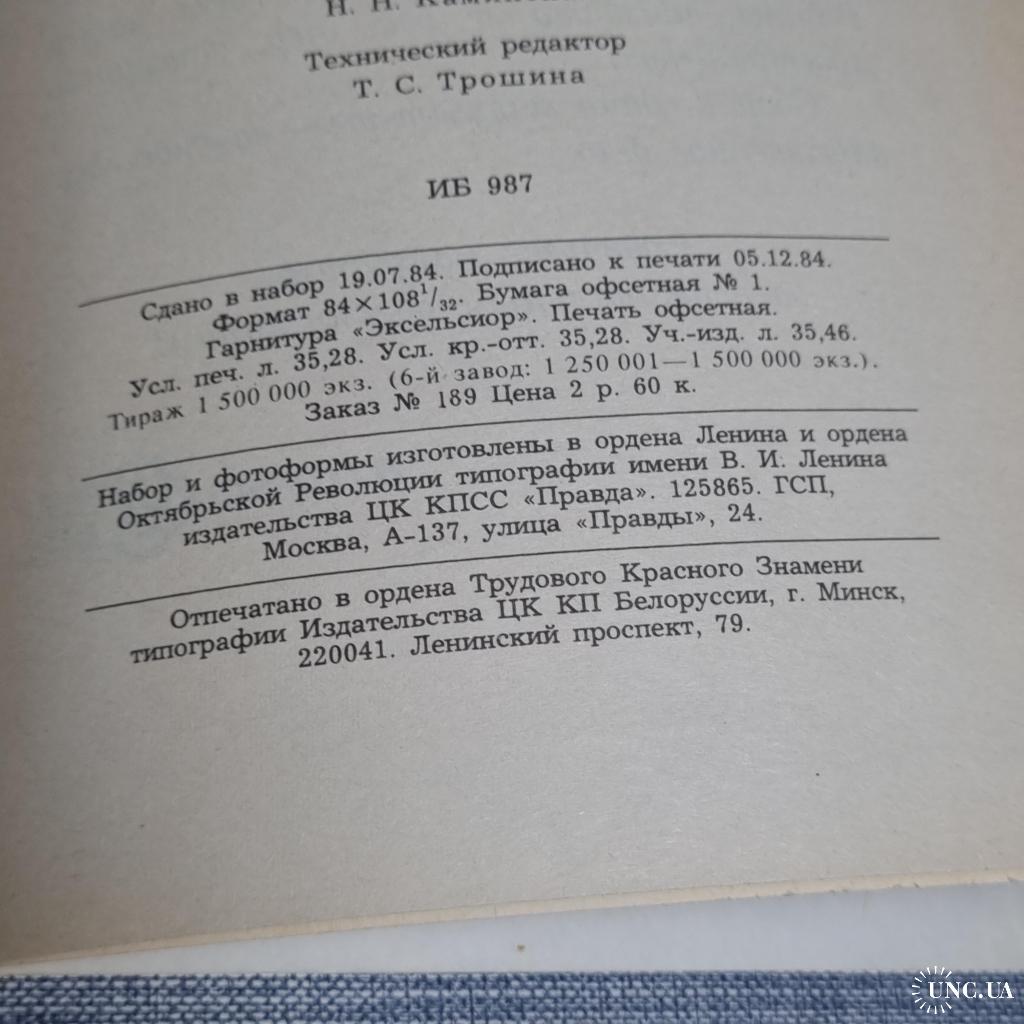 Н. Н.
Технический редактор
Т. С. Трошина
ИБ 987
Сдано в набор 19.07.84. Подписано к печати 05.12.84.
Формат 84×108¹/₃₂. Бумага офсетная № 1.
Гарнитура «Эксельсиор». Печать офсетная.
Усл. печ. л. 35,28. Усл. кр.-отт. 35,28. Уч.-изд. л. 35,46.
Тираж 1 500 000 экз. (6-й завод: 1 250 001—1 500 000 экз.).
Заказ № 189 Цена 2 р. 60 к.
Набор и фотоформы изготовлены в ордена Ленина и ордена
Октябрьской Революции типографии имени В. И. Ленина
издательства ЦК КПСС «Правда». 125865. ГСП,
Москва, А-137, улица «Правды», 24.
Отпечатано в ордена Трудового Красного Знамени
типографии Издательства ЦК КП Белоруссии, г. Минск,
220041. Ленинский проспект, 79.
UNC.UA